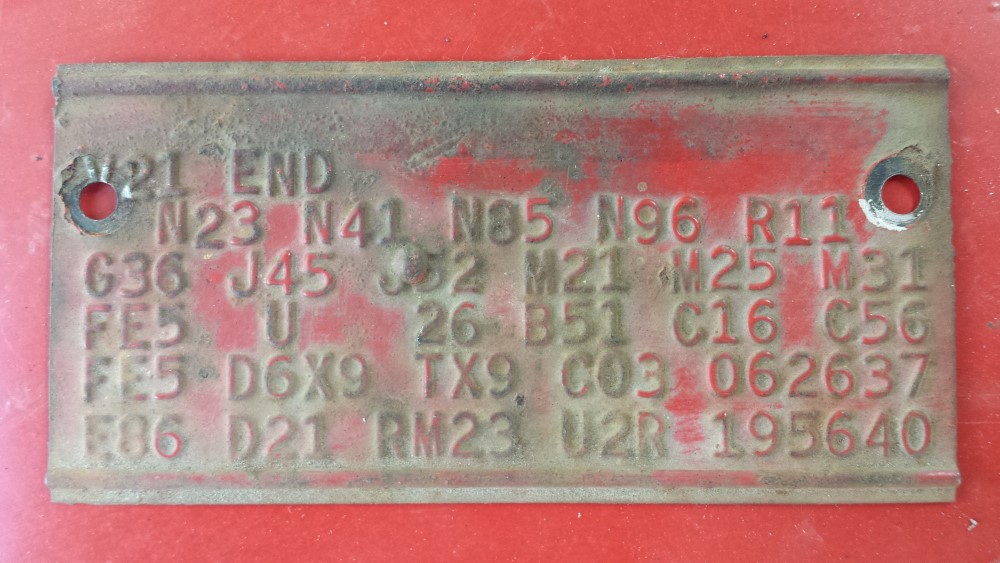 V21 END
N23 N41 N85 N96 R11
G36 J45 J52 M21 M25 M31
FE5 U 26 B51 C16 C56
FE5 D6X9 TX9 C03 062637
E86 D21 RM23 U2R 195640